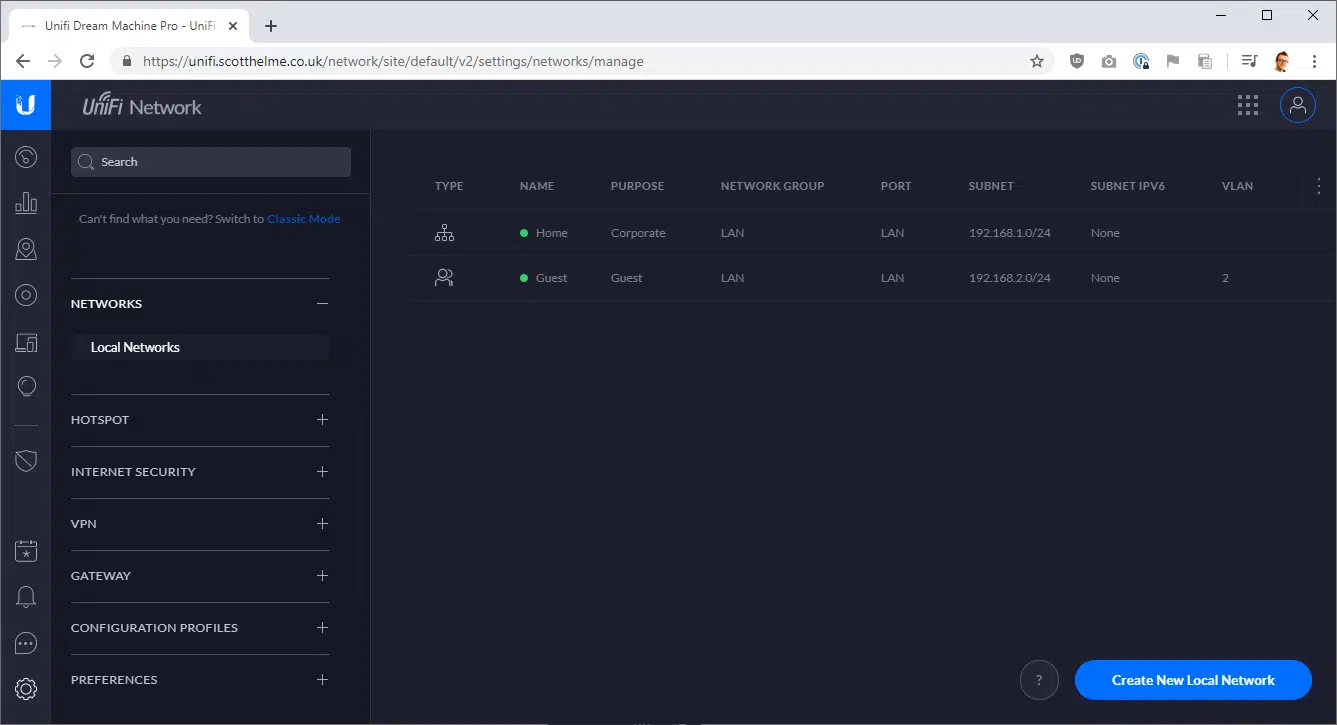 Unifi Dream Machine Pro - UniFi
https://unifi.scotthelme.co.uk/network/site/default/v2/settings/networks/manage
UniFi Network
Search
Can't find what you need? Switch to Classic Mode
NETWORKS
Local Networks
HOTSPOT
INTERNET SECURITY
VPN
GATEWAY
CONFIGURATION PROFILES
PREFERENCES
TYPE NAME PURPOSE NETWORK GROUP PORT SUBNET SUBNET IPV6 VLAN
Home Corporate LAN LAN 192.168.1.0/24 None
Guest Guest LAN LAN 192.168.2.0/24 None 2
? Create New Local Network